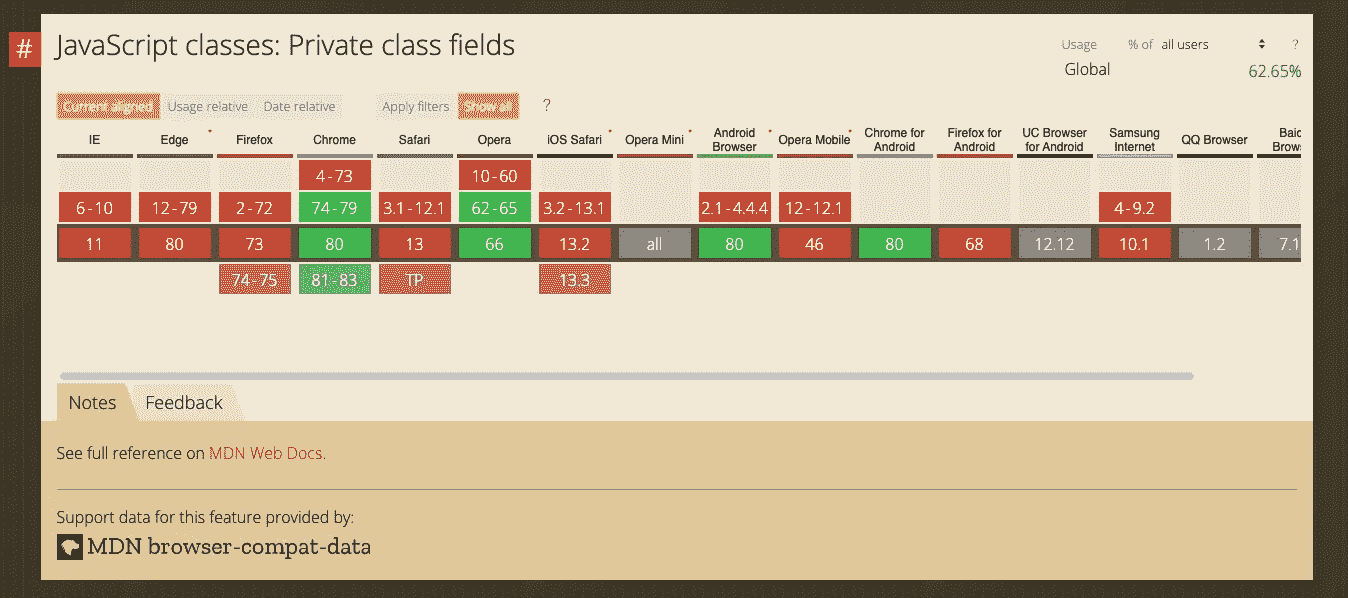 #
JavaScript classes: Private class fields
Usage % of all users ?
Global 62.65%
Current aligned Usage relative Date relative Apply filters Show all ?
IE Edge * Firefox Chrome Safari Opera iOS Safari * Opera Mini * Android Browser * Opera Mobile * Chrome for Android Firefox for Android UC Browser for Android Samsung Internet QQ Browser
4-73 10-60
6-10 12-79 2-72 74-79 3.1-12.1 62-65 3.2-13.1 2.1-4.4.4 12-12.1 4-9.2
11 80 73 80 13 66 13.2 all 80 46 80 68 12.12 10.1 1.2 7.1
74-75 81-83 TP 13.3
Notes Feedback
See full reference on MDN Web Docs.
Support data for this feature provided by:
MDN browser-compat-data